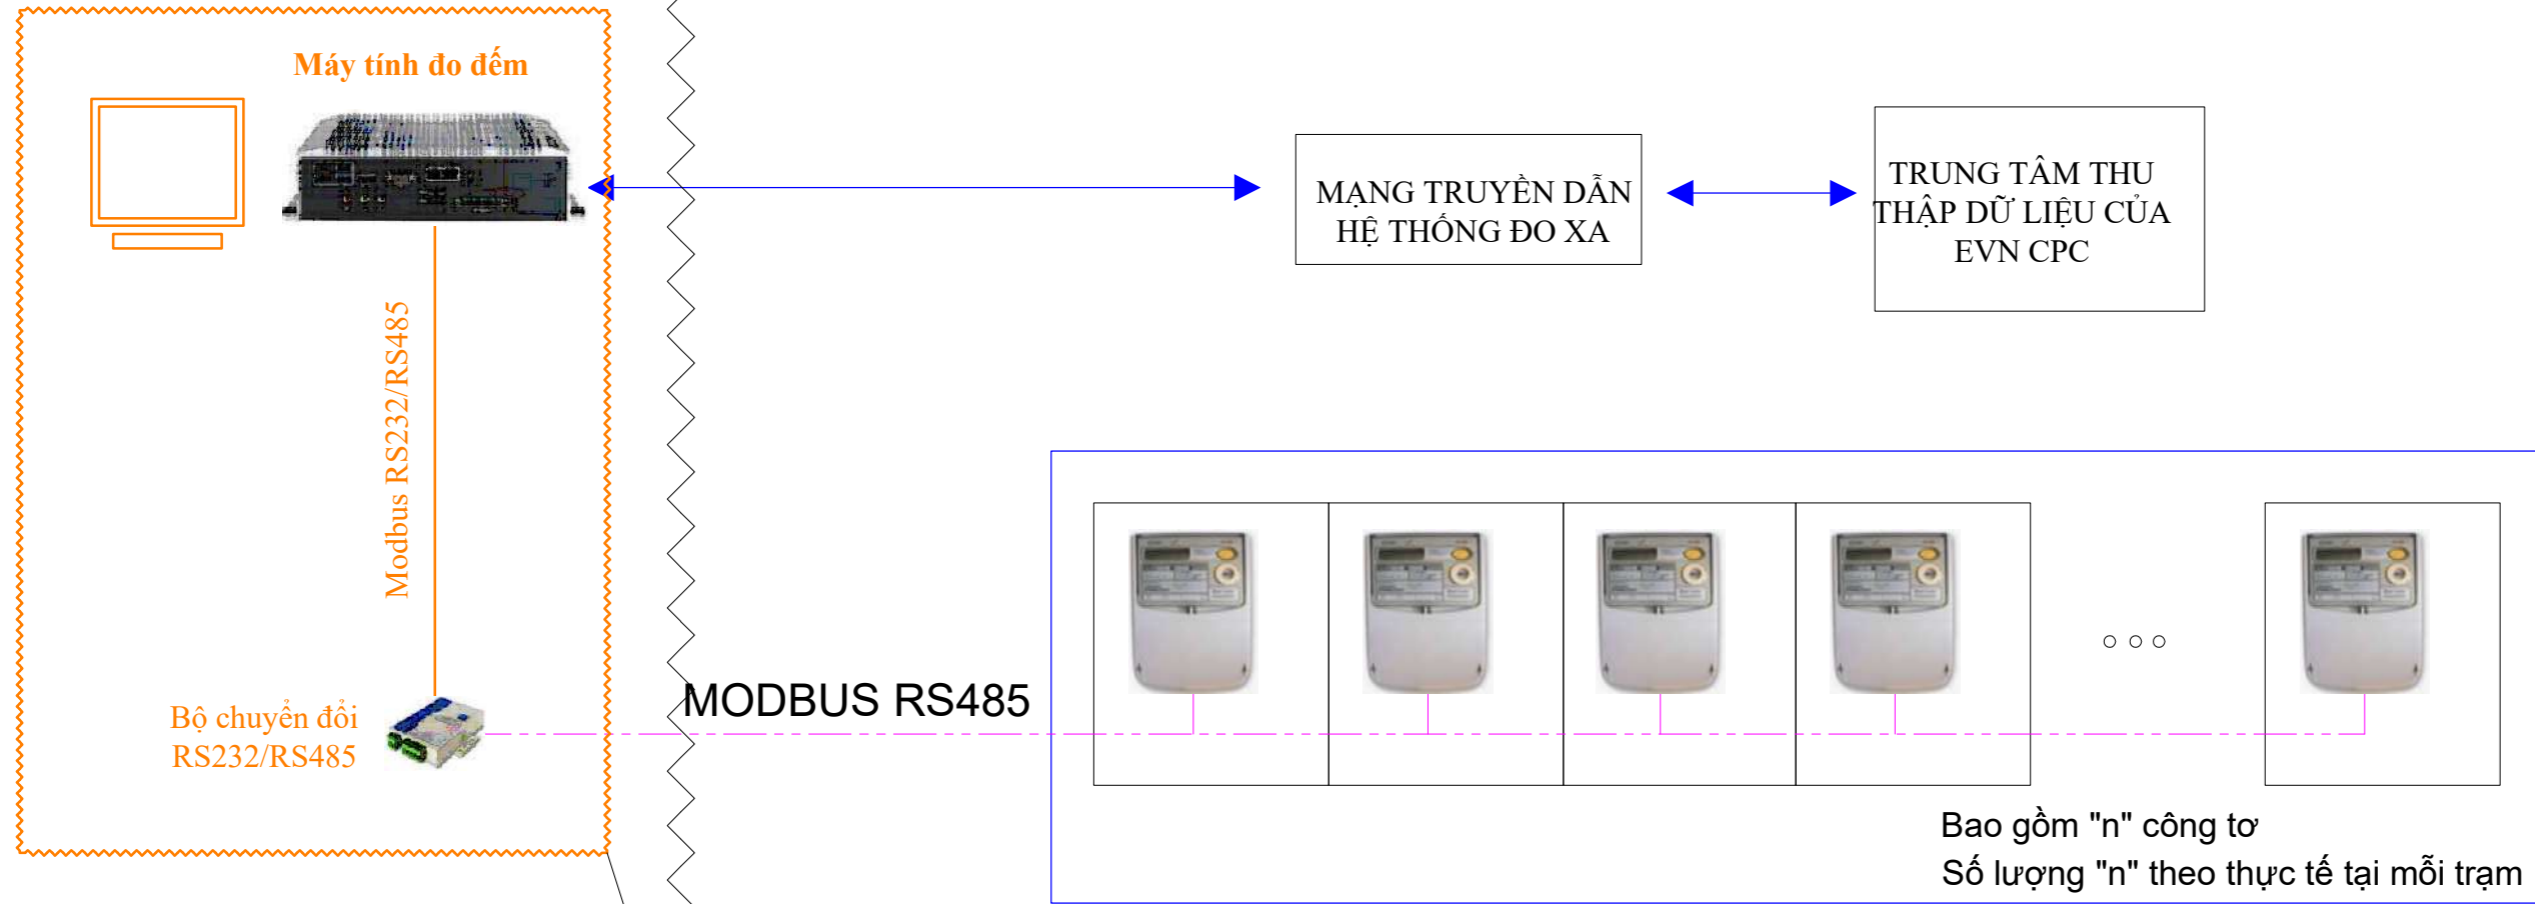 Máy tính đo đếm
MẠNG TRUYỀN DẪN
HỆ THỐNG ĐO XA
TRUNG TÂM THU
THẬP DỮ LIỆU CỦA
EVN CPC
Modbus RS232/RS485
Bộ chuyển đổi
RS232/RS485
MODBUS RS485
Bao gồm "n" công tơ
Số lượng "n" theo thực tế tại mỗi trạm